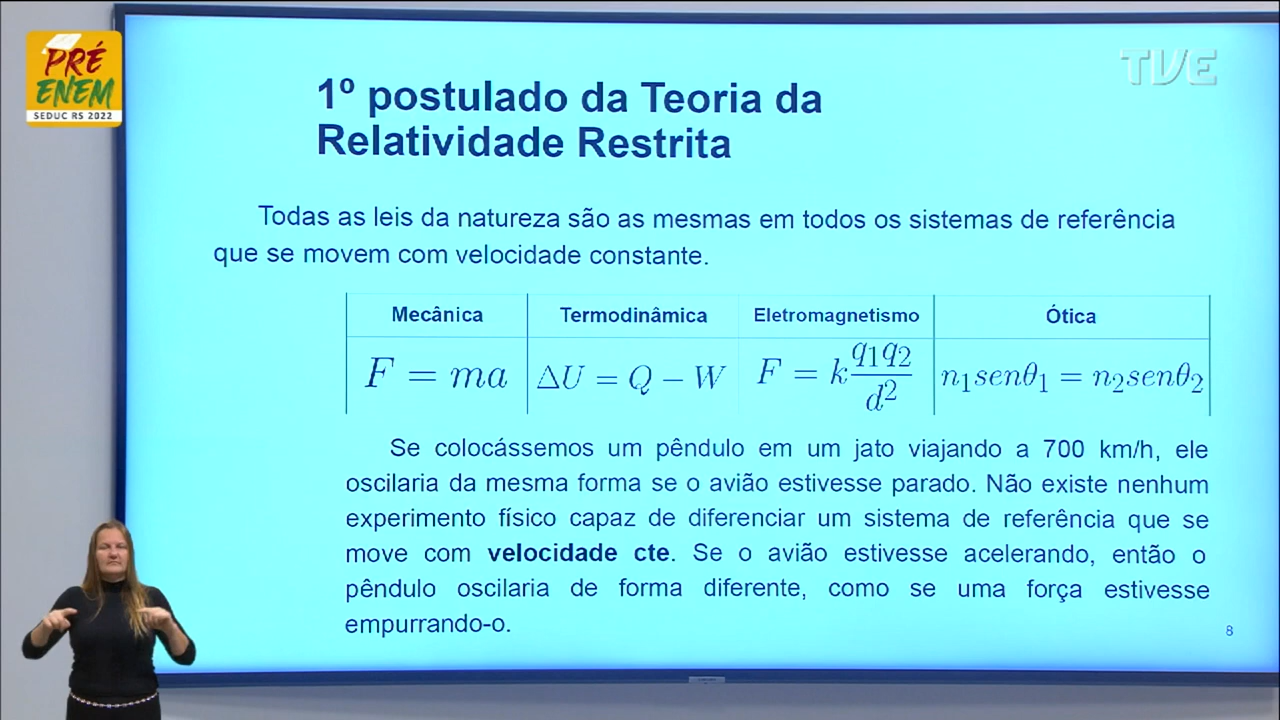 PRÉ
ENEM
SEDUC RS 2022
TVE
1º postulado da Teoria da
Relatividade Restrita
Todas as leis da natureza são as mesmas em todos os sistemas de referência
que se movem com velocidade constante.
Mecânica Termodinâmica Eletromagnetismo Ótica
F = ma ΔU = Q − W F = k q₁q₂/d² n₁senθ₁ = n₂senθ₂
Se colocássemos um pêndulo em um jato viajando a 700 km/h, ele
oscilaria da mesma forma se o avião estivesse parado. Não existe nenhum
experimento físico capaz de diferenciar um sistema de referência que se
move com velocidade cte. Se o avião estivesse acelerando, então o
pêndulo oscilaria de forma diferente, como se uma força estivesse
empurrando-o.
8